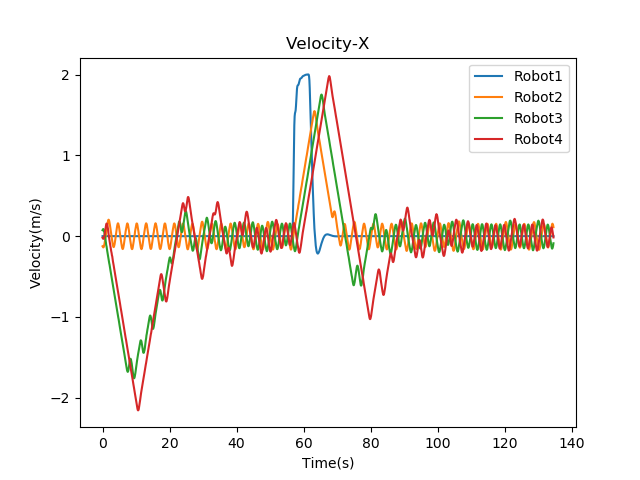 Velocity-X
Robot1
Robot2
Robot3
Robot4
Velocity(m/s)
2
1
0
−1
−2
0 20 40 60 80 100 120 140
Time(s)